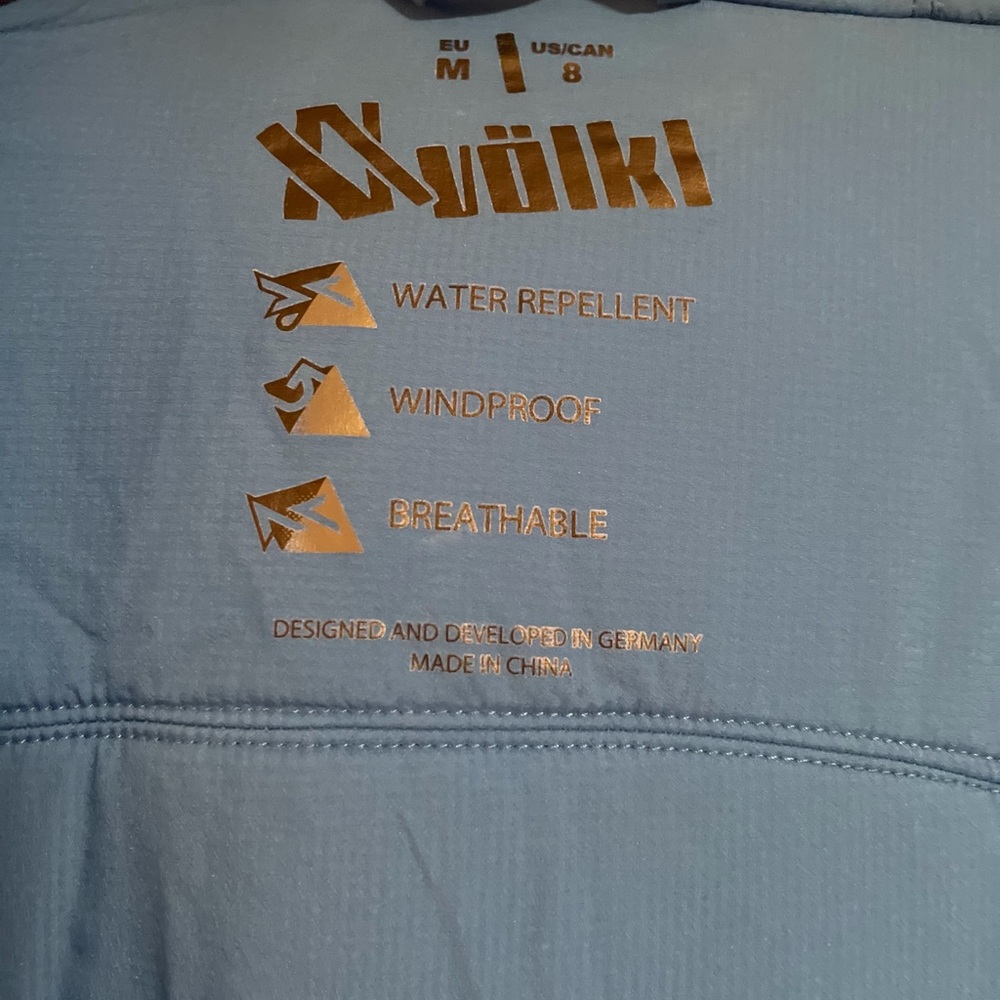 EU US/CAN
M 8
völkl
WATER REPELLENT
WINDPROOF
BREATHABLE
DESIGNED AND DEVELOPED IN GERMANY
MADE IN CHINA